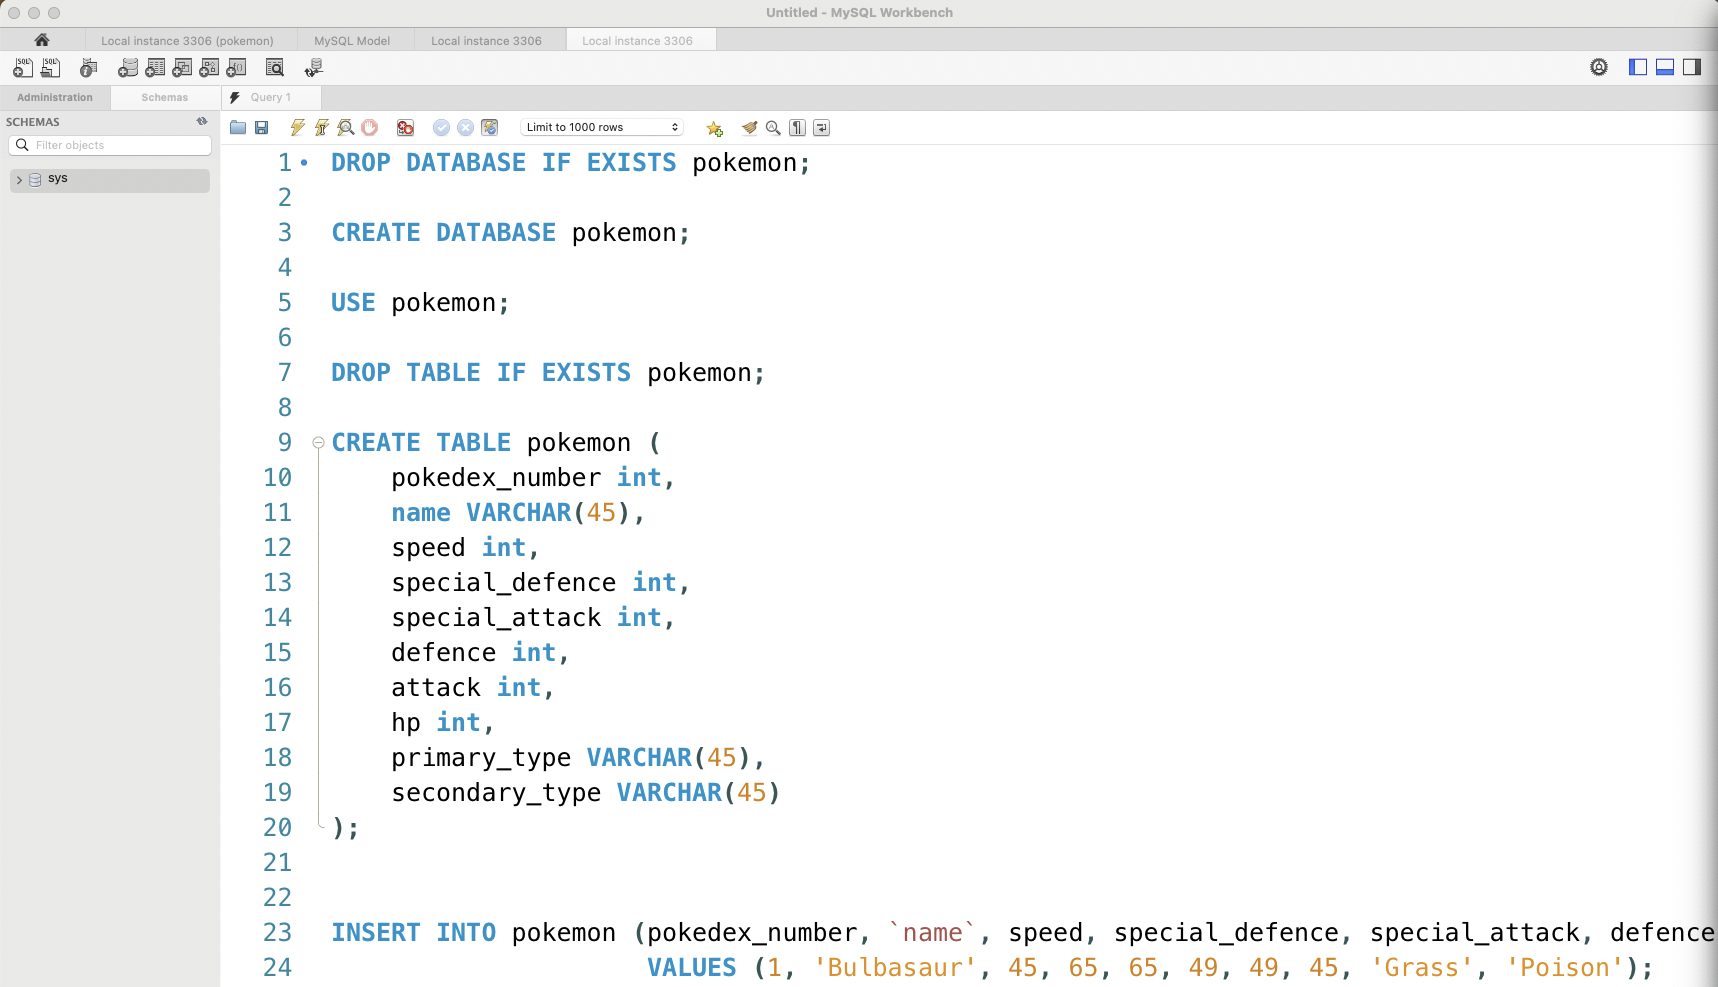 Untitled - MySQL Workbench
Local instance 3306 (pokemon)
MySQL Model
Local instance 3306
Local instance 3306
SQL
SQL
Administration
Schemas
Query 1
SCHEMAS
Filter objects
Limit to 1000 rows
sys
1 DROP DATABASE IF EXISTS pokemon;
2
3 CREATE DATABASE pokemon;
4
5 USE pokemon;
6
7 DROP TABLE IF EXISTS pokemon;
8
9 CREATE TABLE pokemon (
10 pokedex_number int,
11 name VARCHAR(45),
12 speed int,
13 special_defence int,
14 special_attack int,
15 defence int,
16 attack int,
17 hp int,
18 primary_type VARCHAR(45),
19 secondary_type VARCHAR(45)
20 );
21
22
23 INSERT INTO pokemon (pokedex_number, `name`, speed, special_defence, special_attack, defence
24 VALUES (1, 'Bulbasaur', 45, 65, 65, 49, 49, 45, 'Grass', 'Poison');